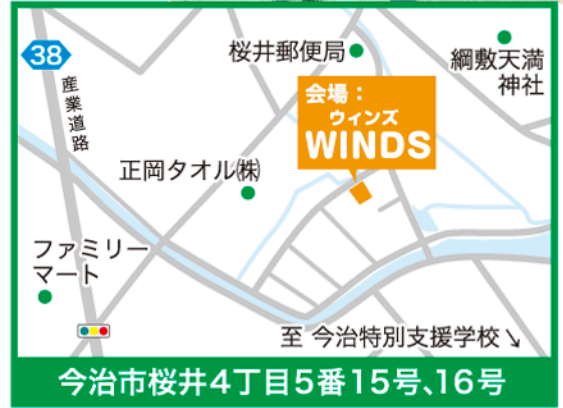 38
産業道路
桜井郵便局
綱敷天満
神社
会場：
ウィンズ
WINDS
正岡タオル㈱
ファミリー
マート
至 今治特別支援学校↘
今治市桜井4丁目5番15号、16号